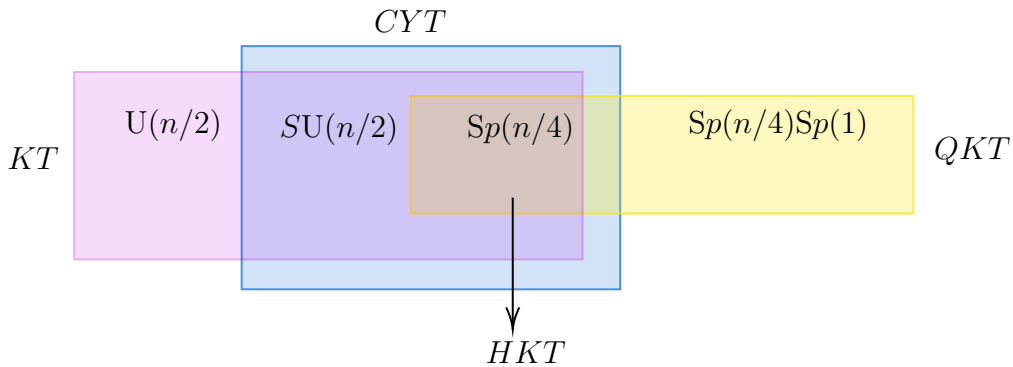 CYT
U(n/2)
SU(n/2)
Sp(n/4)
Sp(n/4)Sp(1)
KT
QKT
HKT